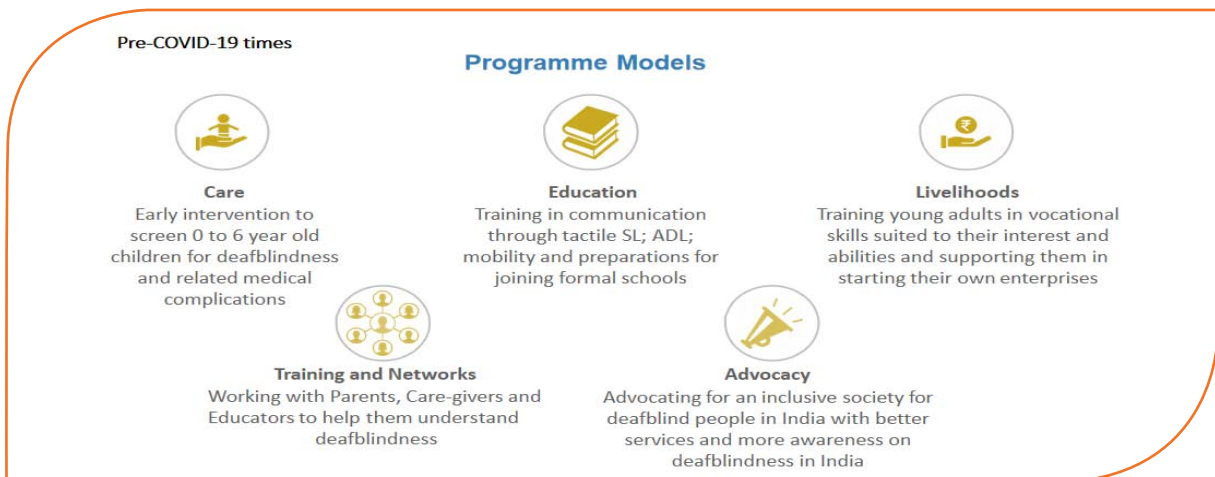 Pre-COVID-19 times
Programme Models
Care
Early intervention to
screen 0 to 6 year old
children for deafblindness
and related medical
complications
Education
Training in communication
through tactile SL; ADL;
mobility and preparations for
joining formal schools
₹
Livelihoods
Training young adults in vocational
skills suited to their interest and
abilities and supporting them in
starting their own enterprises
Training and Networks
Working with Parents, Care-givers and
Educators to help them understand
deafblindness
Advocacy
Advocating for an inclusive society for
deafblind people in India with better
services and more awareness on
deafblindness in India